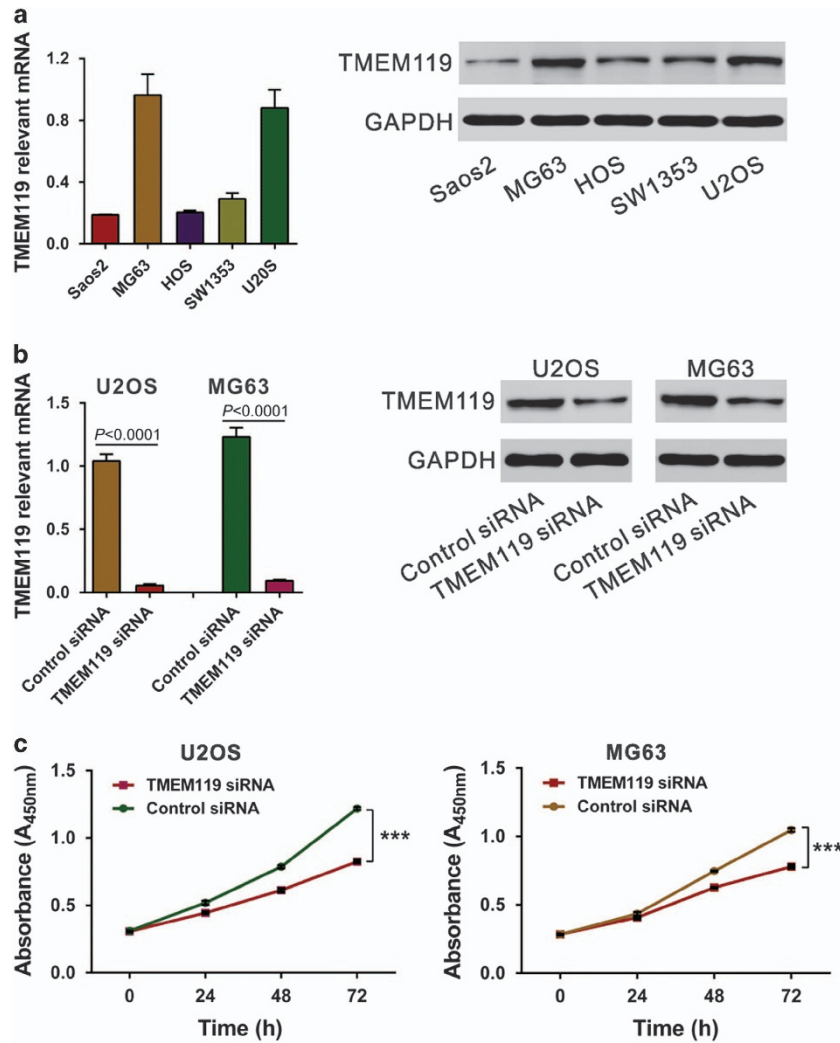 a
TMEM119 relevant mRNA
1.2
0.8
0.4
0.0
Saos2
MG63
HOS
SW1353
U20S
TMEM119
GAPDH
Saos2
MG63
HOS
SW1353
U2OS
b
TMEM119 relevant mRNA
1.5
1.0
0.5
0.0
U2OS
MG63
P<0.0001
P<0.0001
Control siRNA
TMEM119 siRNA
Control siRNA
TMEM119 siRNA
U2OS
MG63
TMEM119
GAPDH
Control siRNA
TMEM119 siRNA
Control siRNA
TMEM119 siRNA
c
U2OS
Absorbance (A450nm)
1.5
1.0
0.5
0.0
TMEM119 siRNA
Control siRNA
***
0 24 48 72
Time (h)
MG63
Absorbance (A450nm)
1.5
1.0
0.5
0.0
TMEM119 siRNA
Control siRNA
***
0 24 48 72
Time (h)